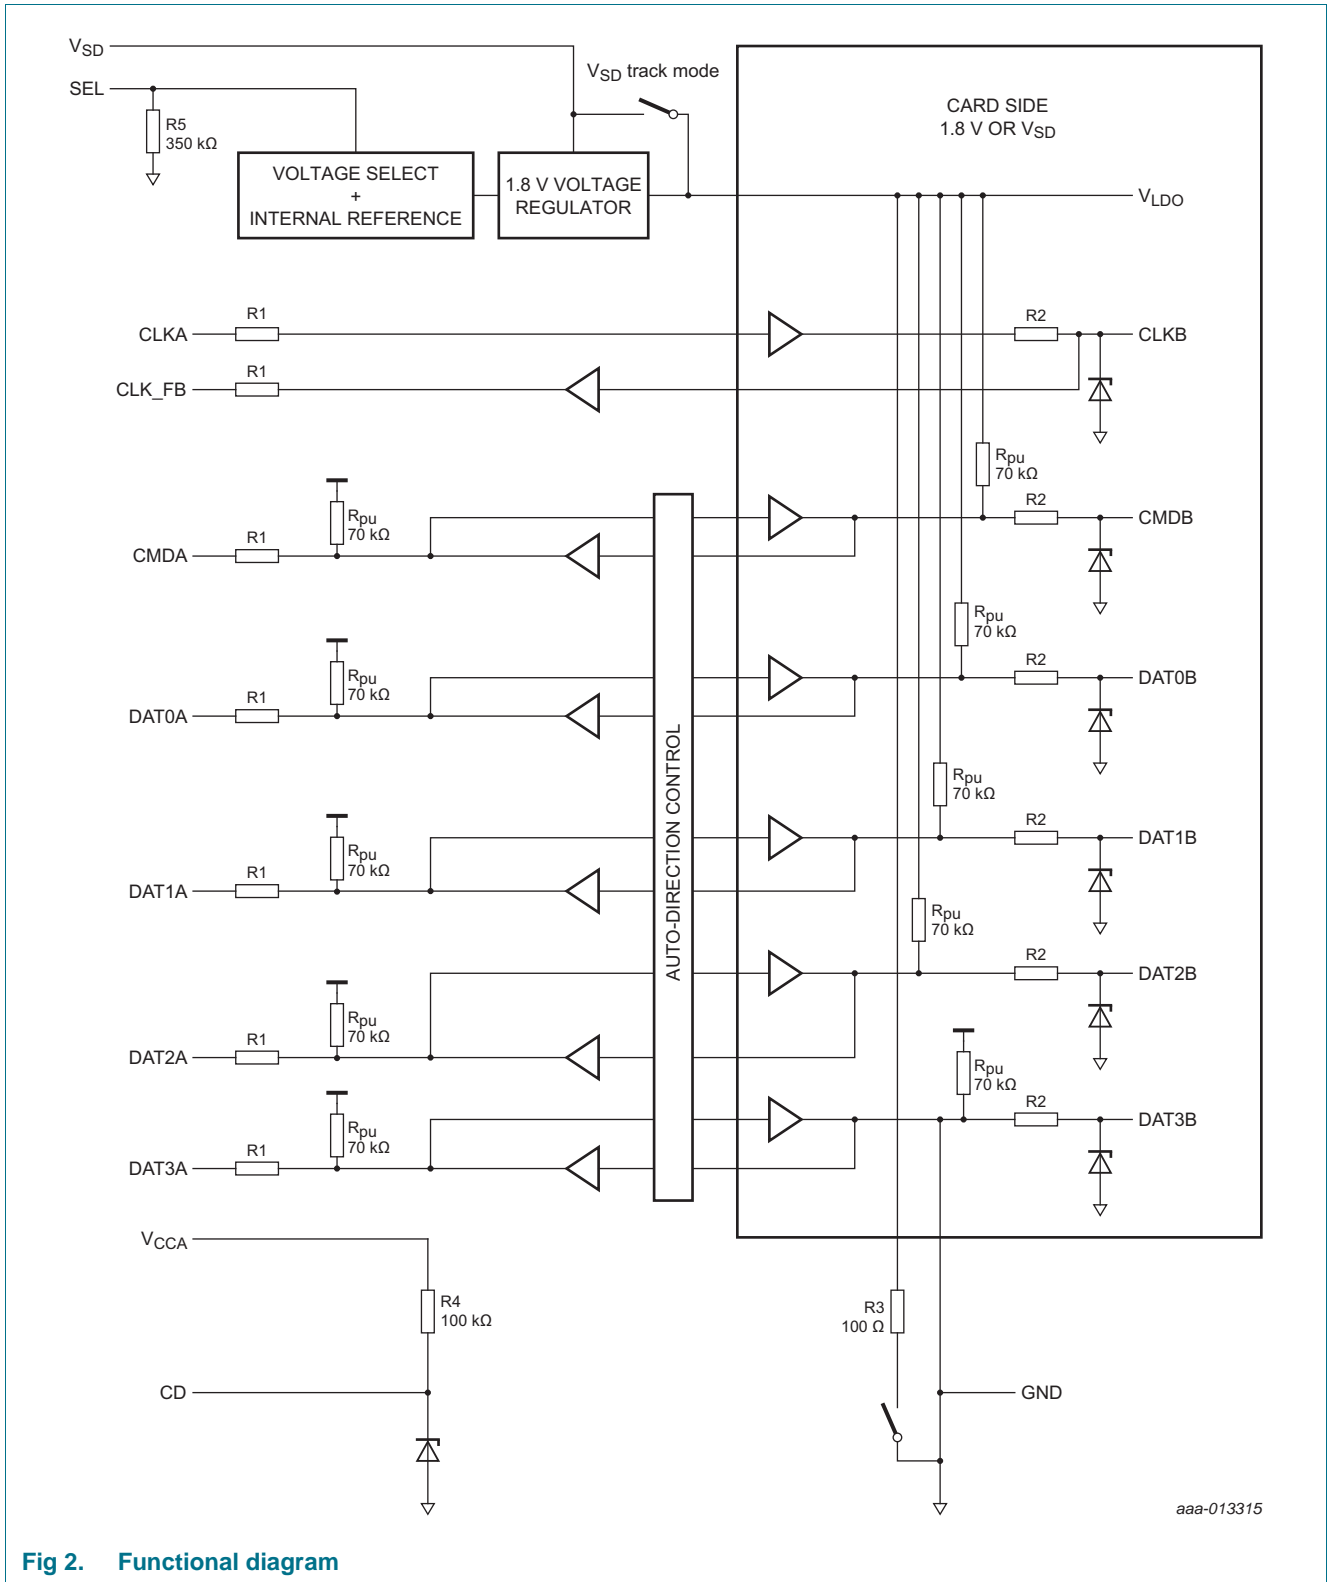 VSD
VSD track mode
SEL
R5
350 kΩ
VOLTAGE SELECT
+
INTERNAL REFERENCE
1.8 V VOLTAGE
REGULATOR
CARD SIDE
1.8 V OR VSD
VLDO
CLKA
R1
R2
CLKB
CLK_FB
R1
Rpu
70 kΩ
CMDA
R1
Rpu
70 kΩ
R2
CMDB
DAT0A
R1
Rpu
70 kΩ
Rpu
70 kΩ
R2
DAT0B
DAT1A
R1
Rpu
70 kΩ
Rpu
70 kΩ
R2
DAT1B
AUTO-DIRECTION CONTROL
DAT2A
R1
Rpu
70 kΩ
Rpu
70 kΩ
R2
DAT2B
DAT3A
R1
Rpu
70 kΩ
Rpu
70 kΩ
R2
DAT3B
VCCA
R4
100 kΩ
CD
R3
100 Ω
GND
aaa-013315
Fig 2. Functional diagram